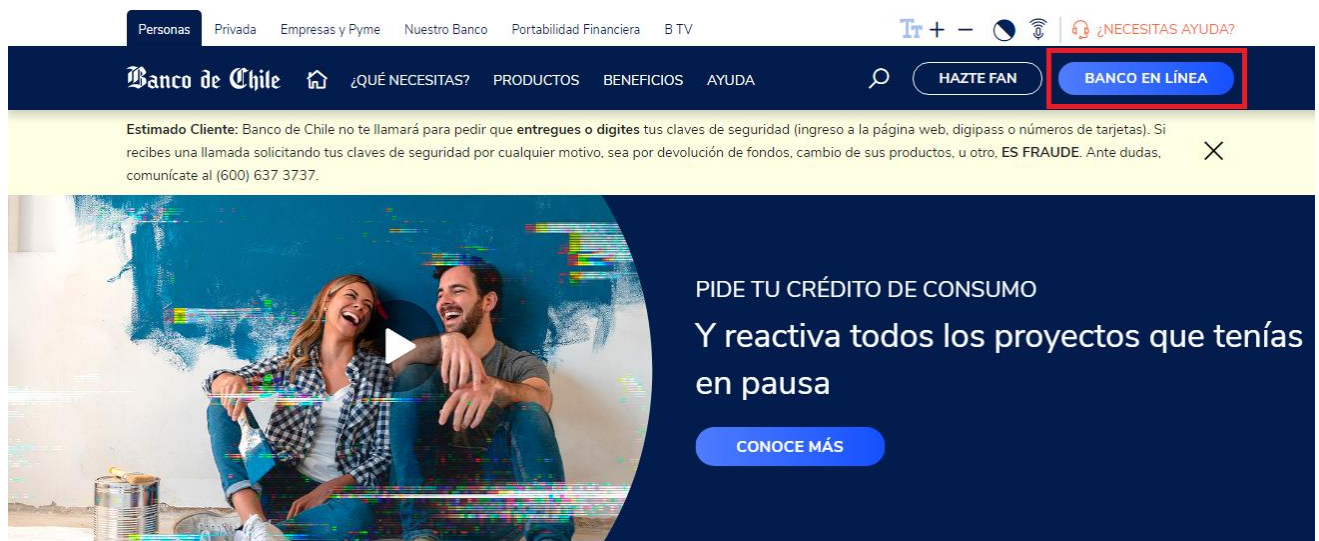 Personas Privada Empresas y Pyme Nuestro Banco Portabilidad Financiera B TV TT + − ¿NECESITAS AYUDA?
Banco de Chile ¿QUÉ NECESITAS? PRODUCTOS BENEFICIOS AYUDA HAZTE FAN BANCO EN LÍNEA
Estimado Cliente: Banco de Chile no te llamará para pedir que entregues o digites tus claves de seguridad (ingreso a la página web, digipass o números de tarjetas). Si
recibes una llamada solicitando tus claves de seguridad por cualquier motivo, sea por devolución de fondos, cambio de sus productos, u otro, ES FRAUDE. Ante dudas,
comunícate al (600) 637 3737.
PIDE TU CRÉDITO DE CONSUMO
Y reactiva todos los proyectos que tenías
en pausa
CONOCE MÁS